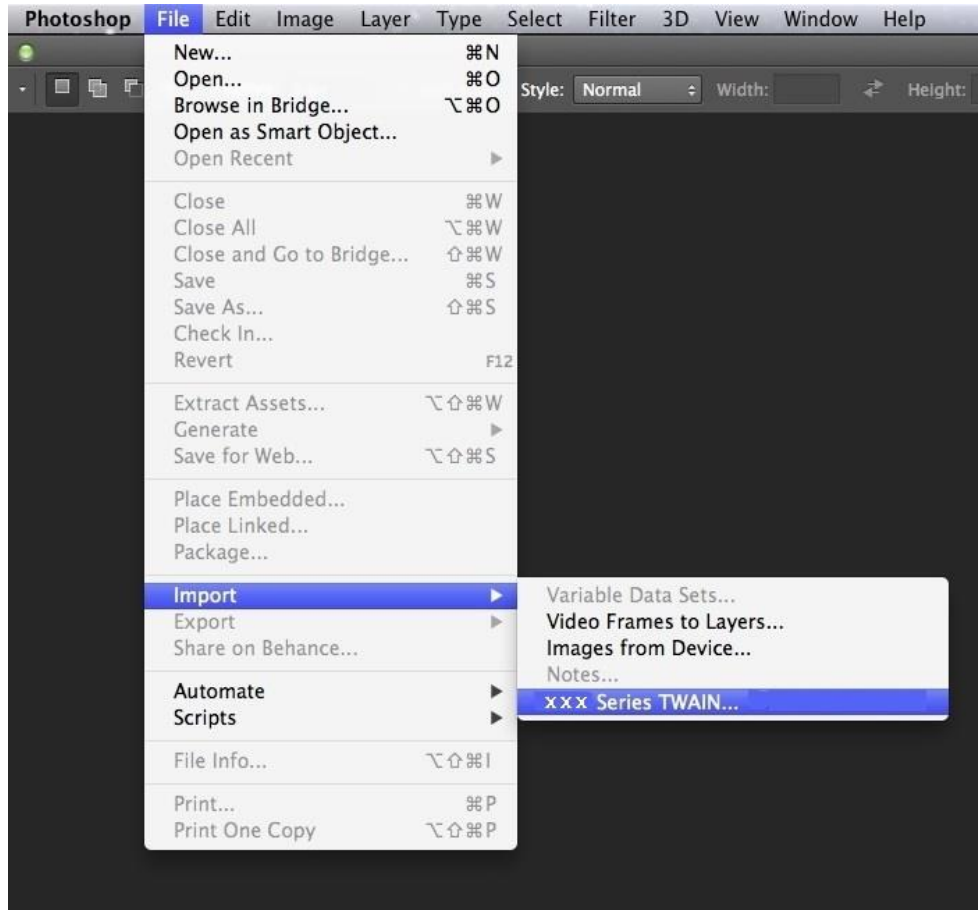 Photoshop File Edit Image Layer Type Select Filter 3D View Window Help
Style: Normal Width: Height:
New... ⌘N
Open... ⌘O
Browse in Bridge... ⌥⌘O
Open as Smart Object...
Open Recent ▶
Close ⌘W
Close All ⌥⌘W
Close and Go to Bridge... ⇧⌘W
Save ⌘S
Save As... ⇧⌘S
Check In...
Revert F12
Extract Assets... ⌥⇧⌘W
Generate ▶
Save for Web... ⌥⇧⌘S
Place Embedded...
Place Linked...
Package...
Import ▶
Export ▶
Share on Behance...
Automate ▶
Scripts ▶
File Info... ⌥⇧⌘I
Print... ⌘P
Print One Copy ⌥⇧⌘P
Variable Data Sets...
Video Frames to Layers...
Images from Device...
Notes...
xxx Series TWAIN...